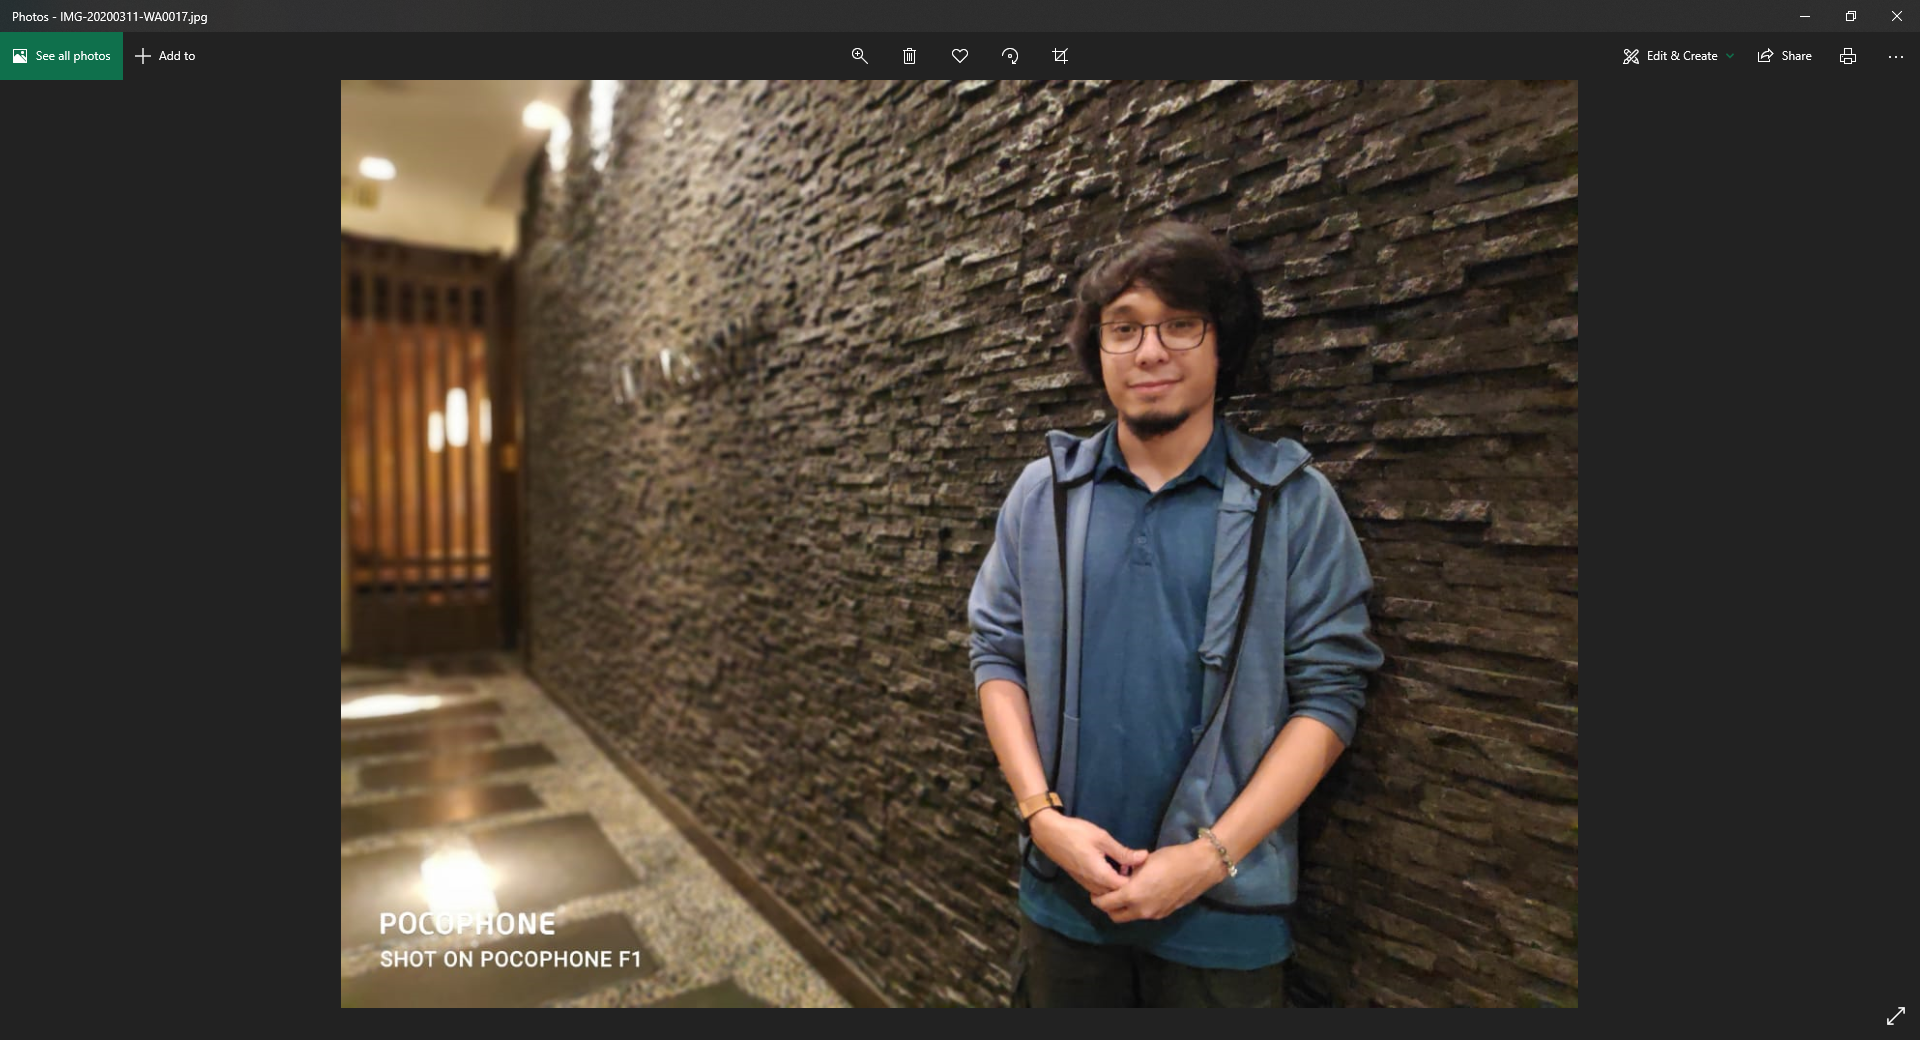 Photos - IMG-20200311-WA0017.jpg
See all photos
Add to
Edit & Create
Share
POCOPHONE
SHOT ON POCOPHONE F1